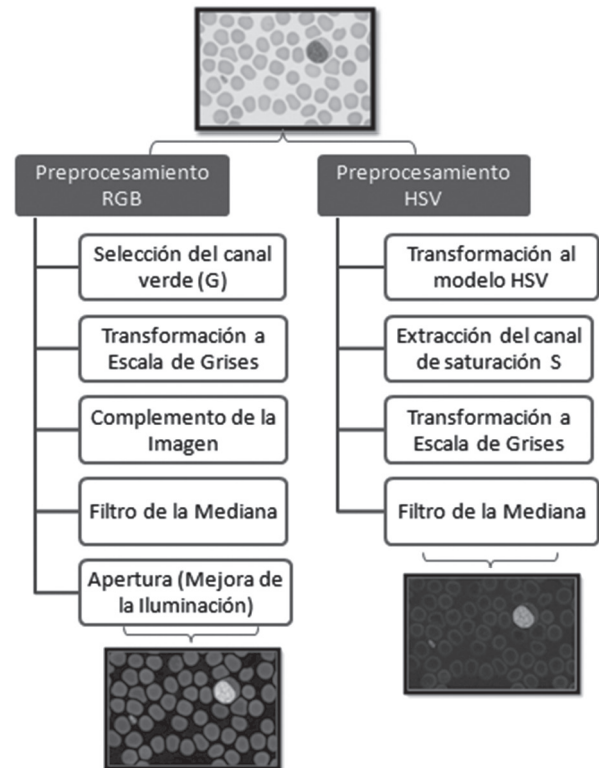 Preprocesamiento
RGB
Selección del canal
verde (G)
Transformación a
Escala de Grises
Complemento de la
Imagen
Filtro de la Mediana
Apertura (Mejora de
la Iluminación)
Preprocesamiento
HSV
Transformación al
modelo HSV
Extracción del canal
de saturación S
Transformación a
Escala de Grises
Filtro de la Mediana